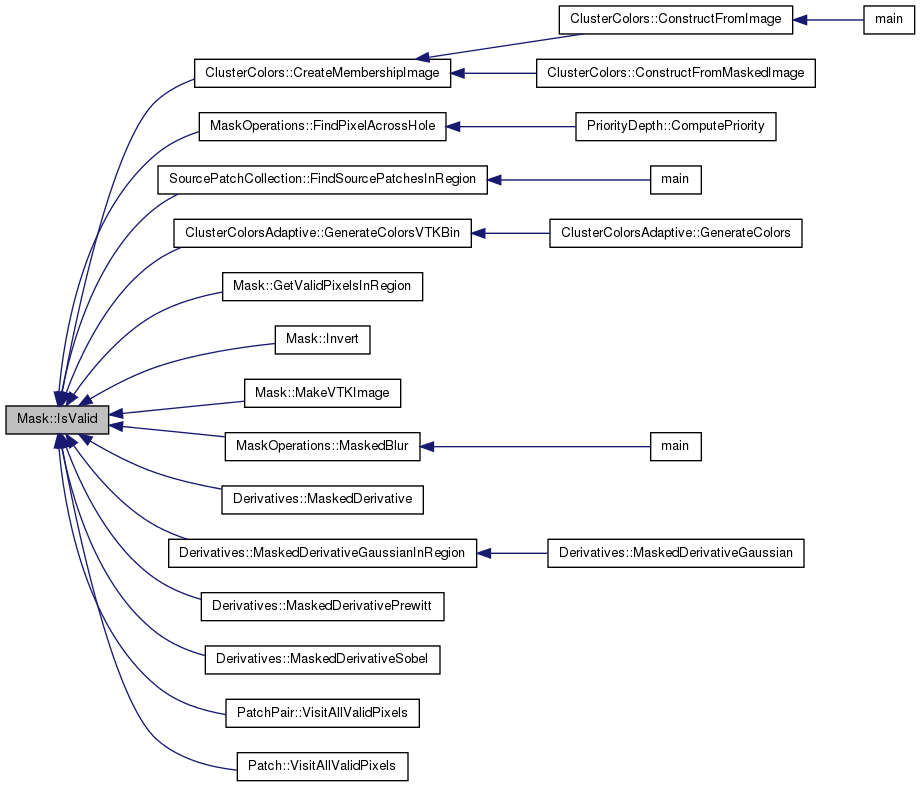 ClusterColors::ConstructFromImage
main
ClusterColors::CreateMembershipImage
ClusterColors::ConstructFromMaskedImage
MaskOperations::FindPixelAcrossHole
PriorityDepth::ComputePriority
SourcePatchCollection::FindSourcePatchesInRegion
main
ClusterColorsAdaptive::GenerateColorsVTKBin
ClusterColorsAdaptive::GenerateColors
Mask::GetValidPixelsInRegion
Mask::Invert
Mask::MakeVTKImage
Mask::IsValid
MaskOperations::MaskedBlur
main
Derivatives::MaskedDerivative
Derivatives::MaskedDerivativeGaussianInRegion
Derivatives::MaskedDerivativeGaussian
Derivatives::MaskedDerivativePrewitt
Derivatives::MaskedDerivativeSobel
PatchPair::VisitAllValidPixels
Patch::VisitAllValidPixels